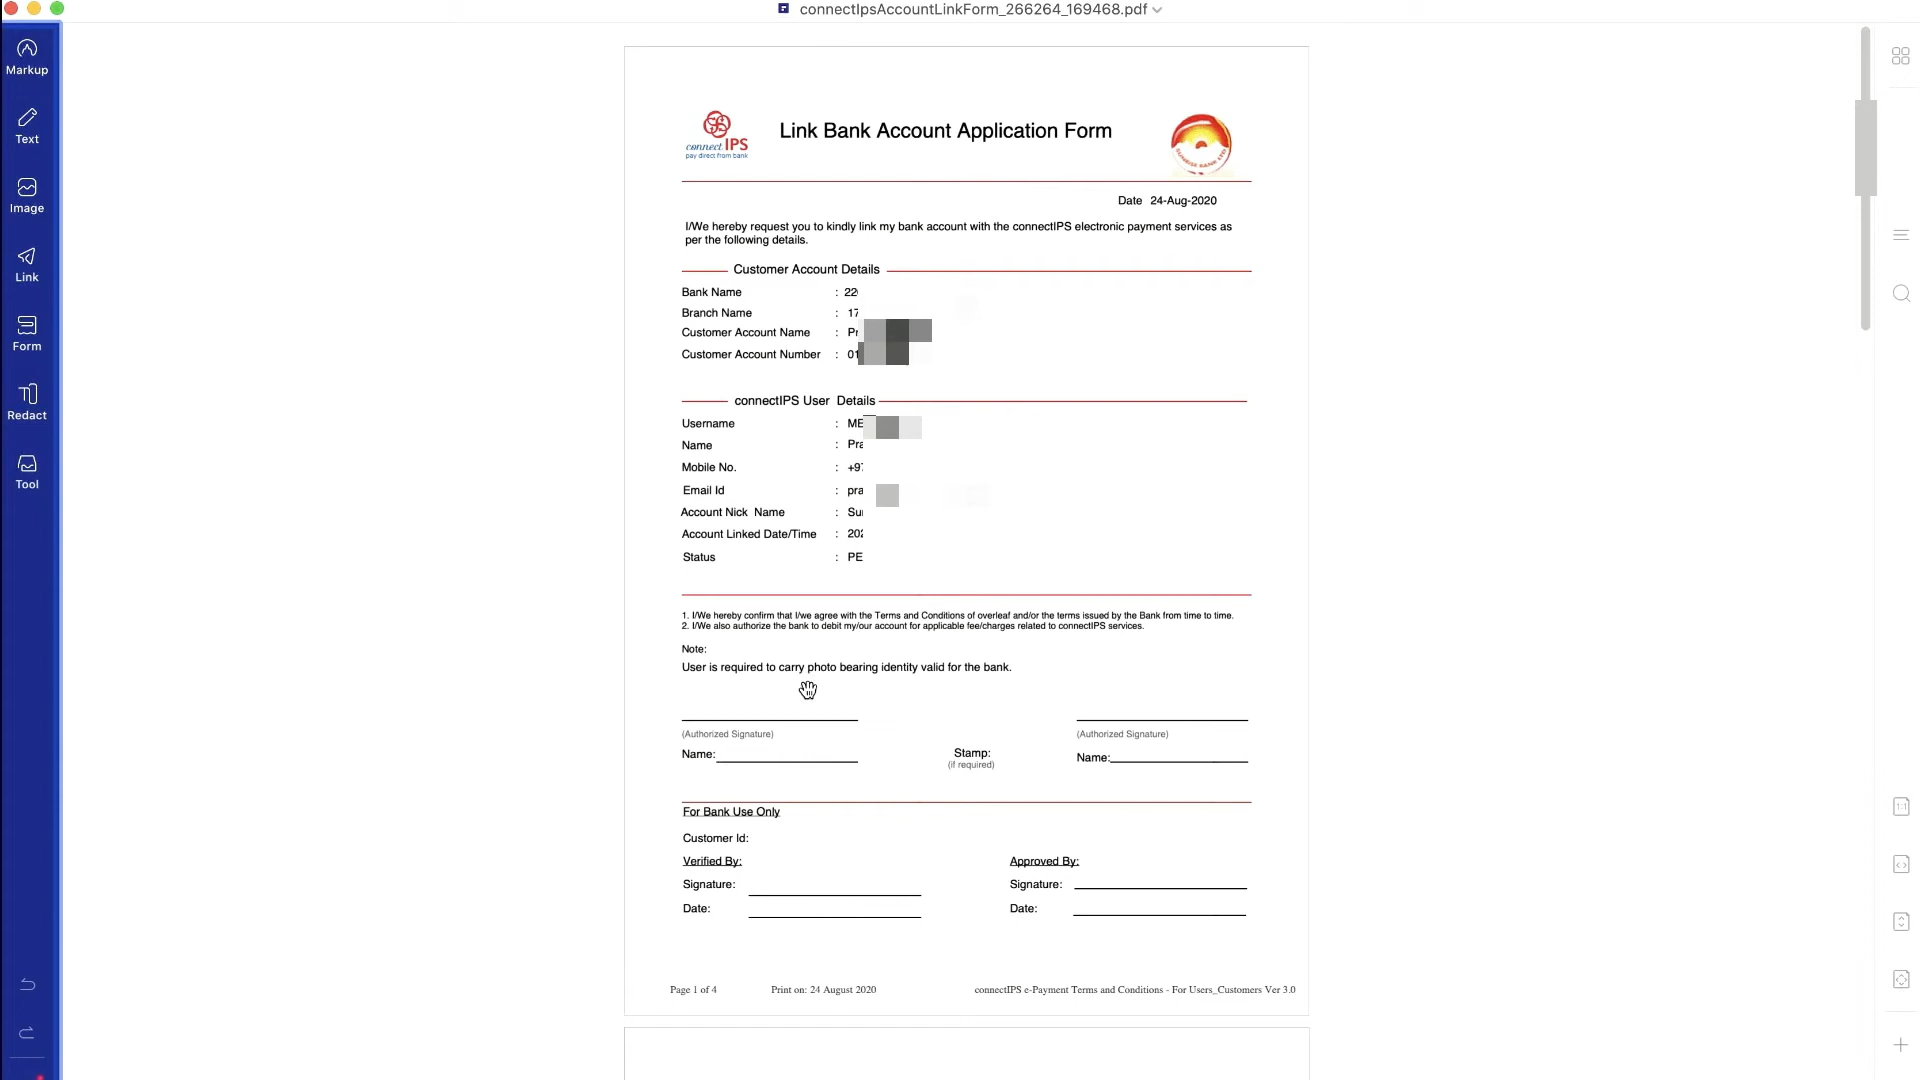 connectIpsAccountLinkForm_266264_169468.pdf
Markup
Text
Image
Link
Form
Redact
Tool
connectIPS
pay direct from bank
Link Bank Account Application Form
SUNRISE BANK LTD
Date 24-Aug-2020
I/We hereby request you to kindly link my bank account with the connectIPS electronic payment services as
per the following details.
Customer Account Details
Bank Name : 22
Branch Name : 17
Customer Account Name : Pr
Customer Account Number : 01
connectIPS User Details
Username : ME
Name : Pra
Mobile No. : +97
Email Id : pra
Account Nick Name : Su
Account Linked Date/Time : 202
Status : PE
1. I/We hereby confirm that I/we agree with the Terms and Conditions of overleaf and/or the terms issued by the Bank from time to time.
2. I/We also authorize the bank to debit my/our account for applicable fee/charges related to connectIPS services.
Note:
User is required to carry photo bearing identity valid for the bank.
(Authorized Signature) (Authorized Signature)
Name: Stamp: Name:
(if required)
For Bank Use Only
Customer Id:
Verified By: Approved By:
Signature: Signature:
Date: Date:
Page 1 of 4 Print on: 24 August 2020 connectIPS e-Payment Terms and Conditions - For Users_Customers Ver 3.0